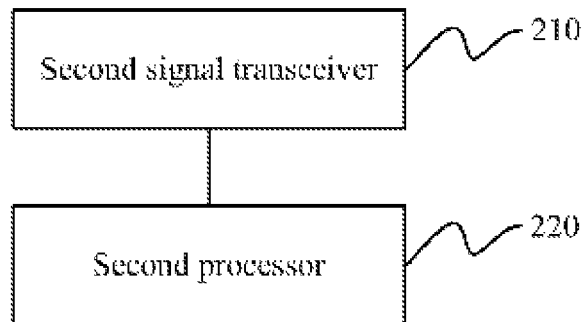 Second signal transceiver
210
Second processor
220